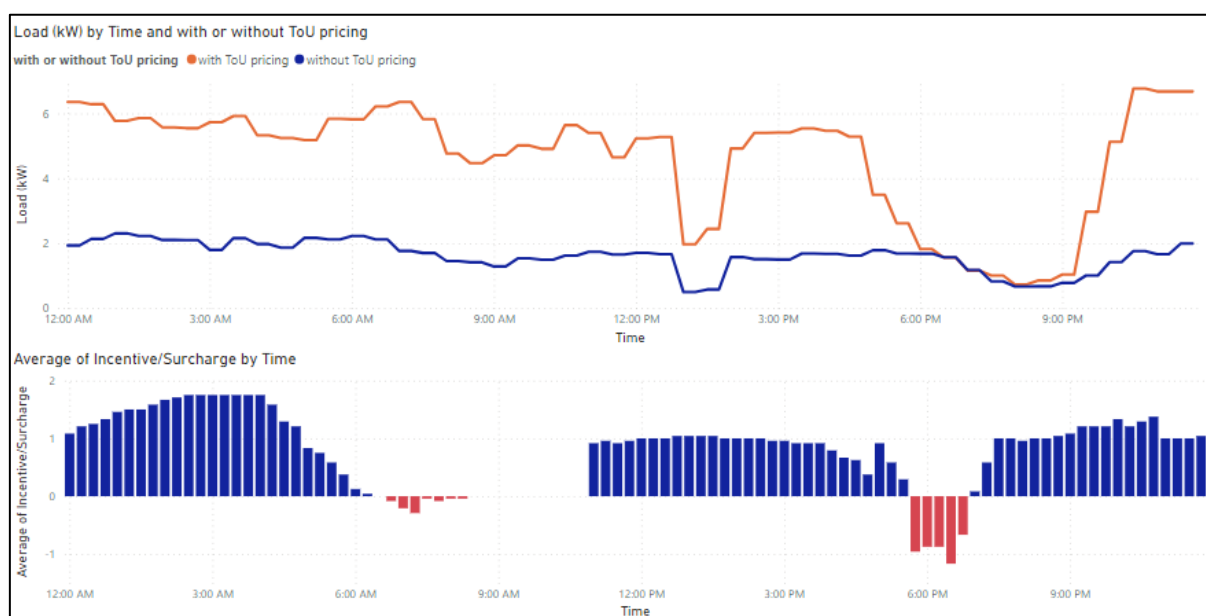 Load (kW) by Time and with or without ToU pricing
with or without ToU pricing with ToU pricing without ToU pricing
Load (kW)
6
4
2
0
12:00 AM 3:00 AM 6:00 AM 9:00 AM 12:00 PM 3:00 PM 6:00 PM 9:00 PM
Time
Average of Incentive/Surcharge by Time
Average of Incentive/Surcharge
2
1
0
-1
12:00 AM 3:00 AM 6:00 AM 9:00 AM 12:00 PM 3:00 PM 6:00 PM 9:00 PM
Time